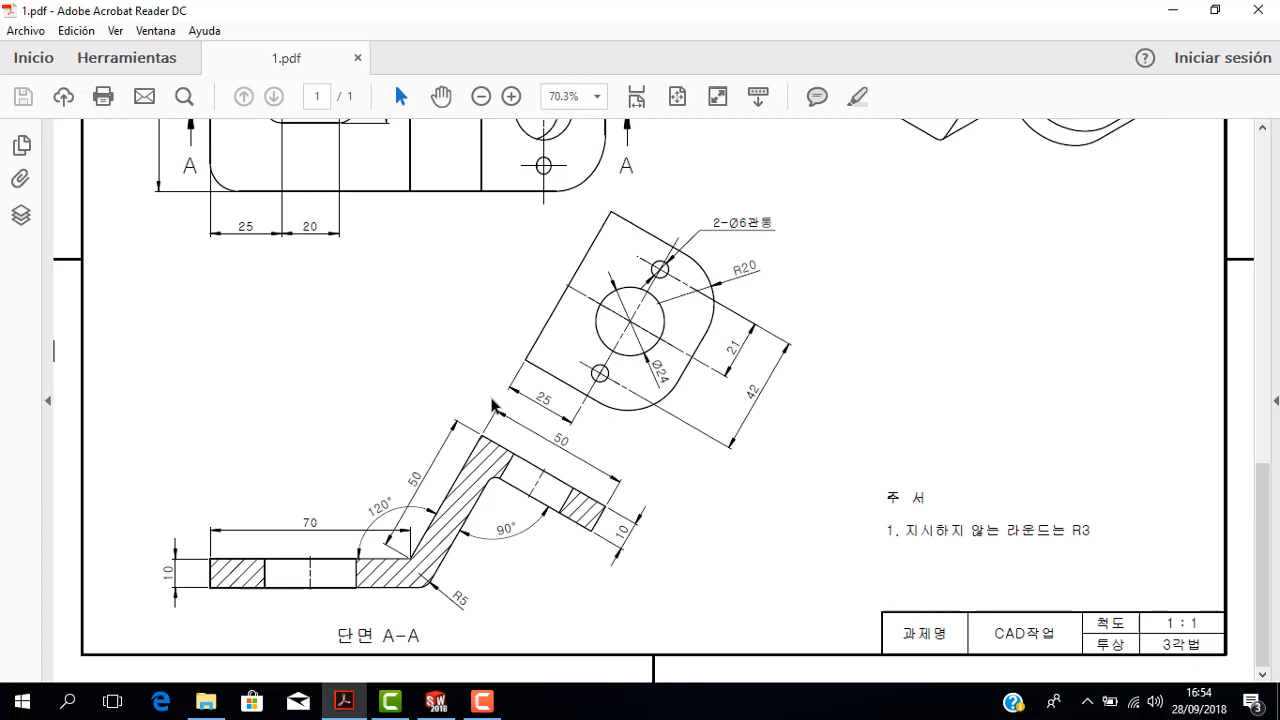 1.pdf - Adobe Acrobat Reader DC
Archivo Edición Ver Ventana Ayuda
Inicio Herramientas 1.pdf × Iniciar sesión
1 / 1 70.3%
A A
25 20
2-Ø6관통
R20
21
Ø24
42
25
50
50
120°
70
90°
10
10
R5
단면 A-A
주 서
1. 지시하지 않는 라운드는 R3
과제명 CAD작업 척도 1 : 1
투상 3각법
SW 2018
16:54
28/09/2018
3